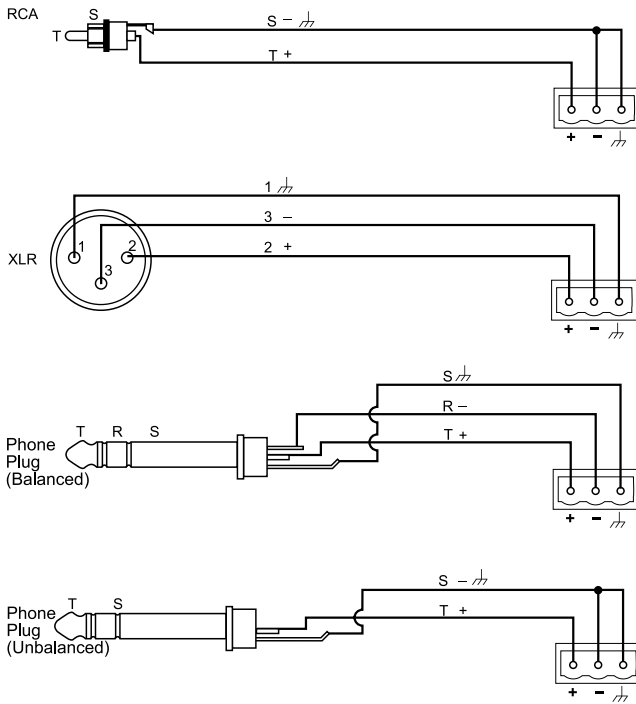 RCA
S
T
S –
T +
+ –
1
3 –
2 +
XLR
1
2
3
+ –
S
R –
T +
T R S
Phone
Plug
(Balanced)
+ –
S –
T +
T S
Phone
Plug
(Unbalanced)
+ –